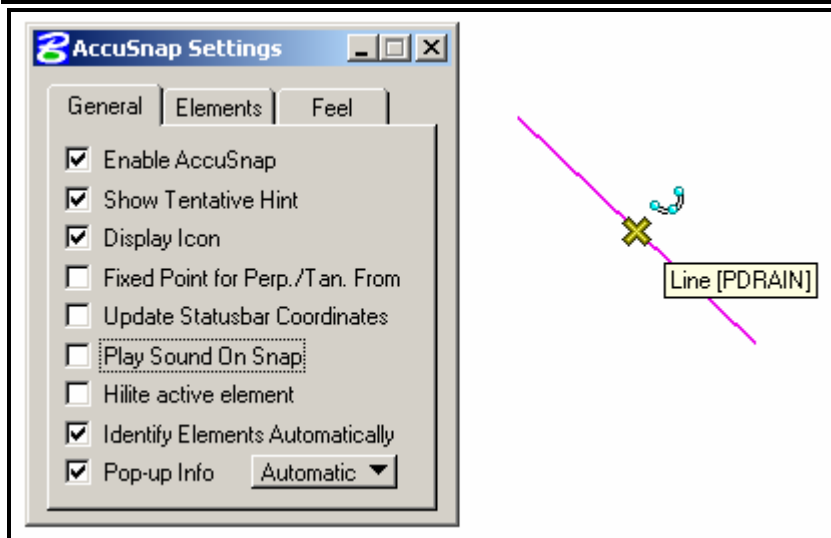 AccuSnap Settings
General Elements Feel
Enable AccuSnap
Show Tentative Hint
Display Icon
Fixed Point for Perp./Tan. From
Update Statusbar Coordinates
Play Sound On Snap
Hilite active element
Identify Elements Automatically
Pop-up Info Automatic
Line [PDRAIN]